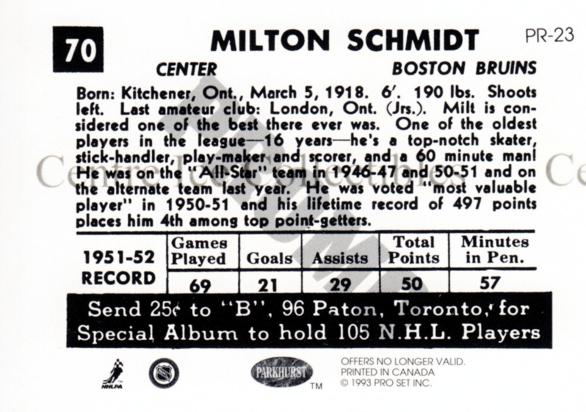 70
MILTON SCHMIDT
PR-23
CENTER
BOSTON BRUINS
Born: Kitchener, Ont., March 5, 1918. 6'. 190 lbs. Shoots
left. Last amateur club: London, Ont. (Jrs.). Milt is con-
sidered one of the best there ever was. One of the oldest
players in the league—16 years—he's a top-notch skater,
stick-handler, play-maker and scorer, and is a 60 minute man!
He was on the "All-Star" team in 1946-47 and 50-51 and on
the alternate team last year. He was voted "most valuable
player" in 1950-51 and his lifetime record of 497 points
places him 4th among top point-getters.
1951-52 RECORD
Games Played
Goals
Assists
Total Points
Minutes in Pen.
69
21
29
50
57
Send 25¢ to "B", 96 Paton, Toronto, for
Special Album to hold 105 N.H.L. Players
NHLPA
PARKHURST
TM
OFFERS NO LONGER VALID.
PRINTED IN CANADA
© 1993 PRO SET INC.